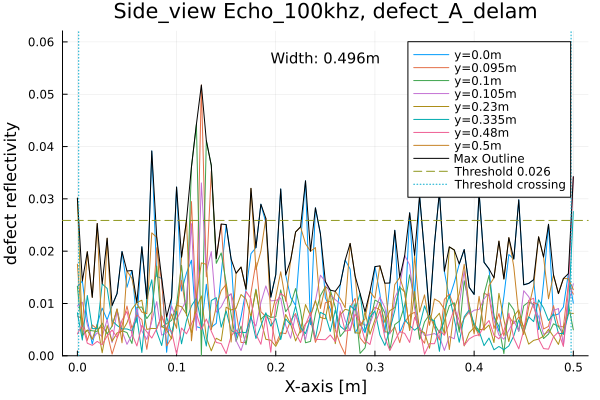 Side_view Echo_100khz, defect_A_delam
0.06
Width: 0.496m
y=0.0m
y=0.095m
y=0.1m
y=0.105m
y=0.23m
y=0.335m
y=0.48m
y=0.5m
Max Outline
Threshold 0.026
Threshold crossing
0.05
0.04
0.03
0.02
0.01
0.00
defect reflectivity
0.0
0.1
0.2
0.3
0.4
0.5
X-axis [m]